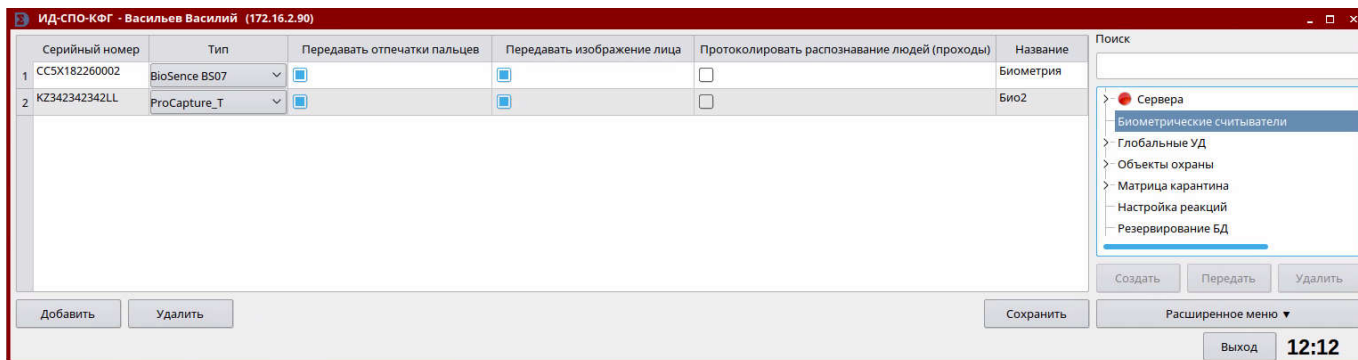 ИД-СПО-КФГ - Васильев Василий (172.16.2.90)
Серийный номер Тип Передавать отпечатки пальцев Передавать изображение лица Протоколировать распознавание людей (проходы) Название
1 CC5X182260002 BioSence BS07 Биометрия
2 KZ342342342LL ProCapture_T Био2
Поиск
Сервера
Биометрические считыватели
Глобальные УД
Объекты охраны
Матрица карантина
Настройка реакций
Резервирование БД
Создать Передать Удалить
Добавить Удалить Сохранить Расширенное меню ▼
Выход 12:12